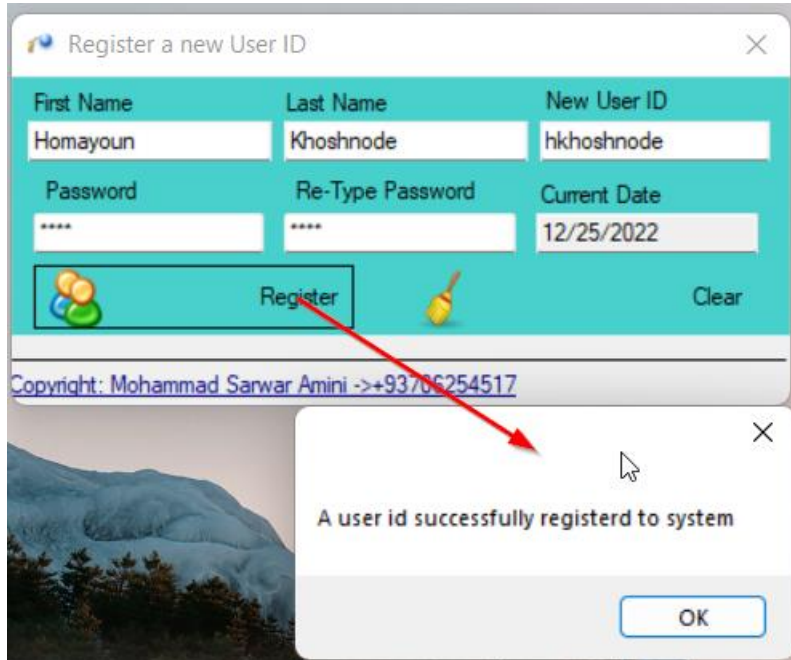 Register a new User ID
First Name Last Name New User ID
Homayoun Khoshnode hkhoshnode
Password Re-Type Password Current Date
**** **** 12/25/2022
Register Clear
Copyright: Mohammad Sarwar Amini ->+93706254517
A user id successfully registerd to system
OK